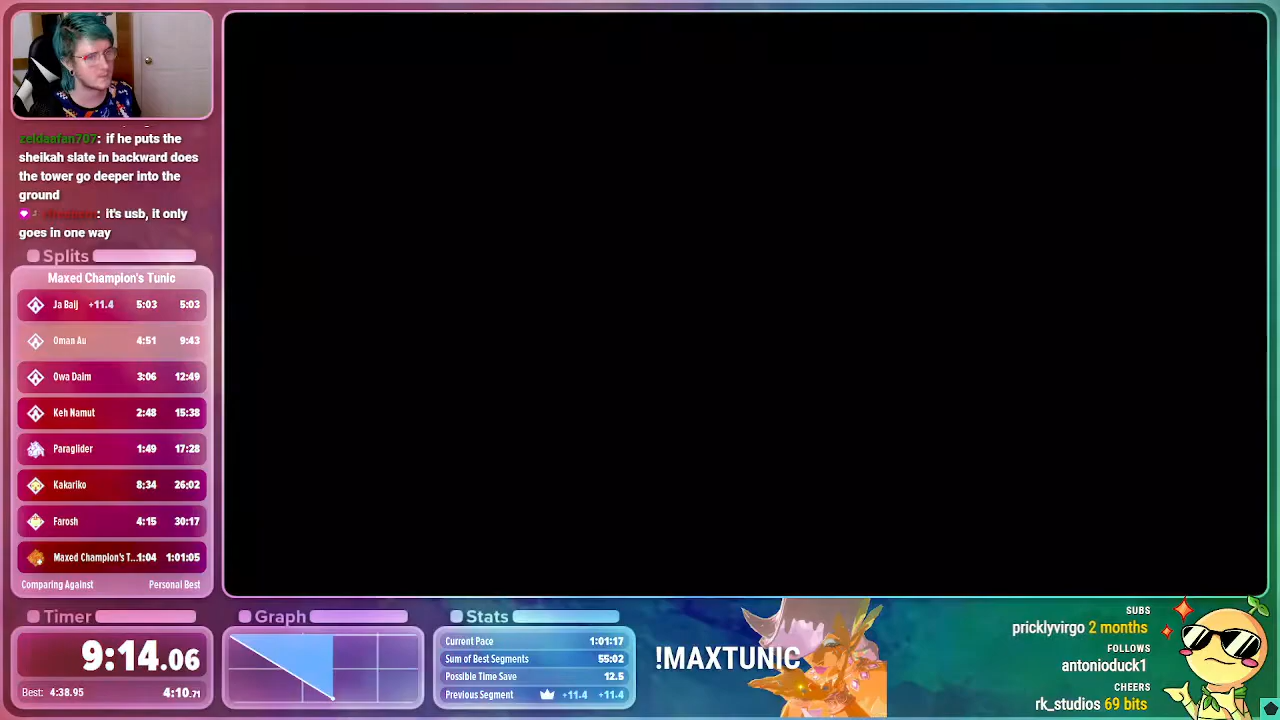 zeldaafan707: if he puts the
sheikah slate in backward does
the tower go deeper into the
ground
: it's usb, it only
goes in one way
Splits
Maxed Champion's Tunic
Ja Baij +11.4 5:03 5:03
Oman Au 4:51 9:43
Owa Daim 3:06 12:49
Keh Namut 2:48 15:38
Paraglider 1:49 17:28
Kakariko 8:34 26:02
Farosh 4:15 30:17
Maxed Champion's T...1:04 1:01:05
Comparing Against Personal Best
Timer
9:14.06
Best: 4:38.95 4:10.71
Graph
Stats
Current Pace 1:01:17
Sum of Best Segments 55:02
Possible Time Save 12.5
Previous Segment +11.4 +11.4
!MAXTUNIC
SUBS
pricklyvirgo 2 months
FOLLOWS
antonioduck1
CHEERS
rk_studios 69 bits